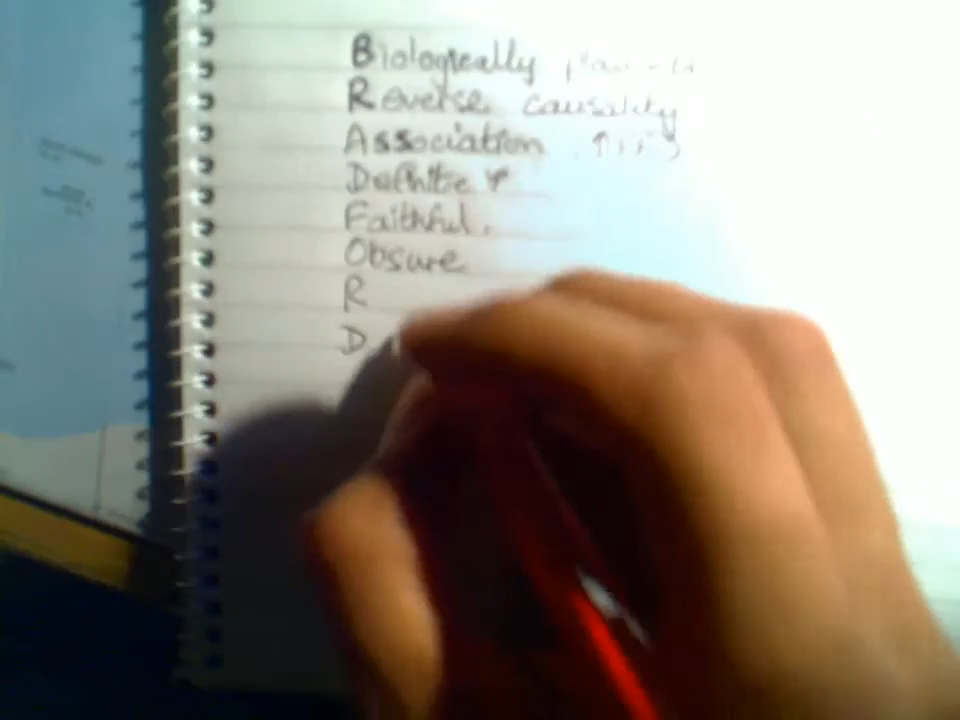 Biologically
Reverse causality
Association
Definite
Faithful.
Obsure
R
D